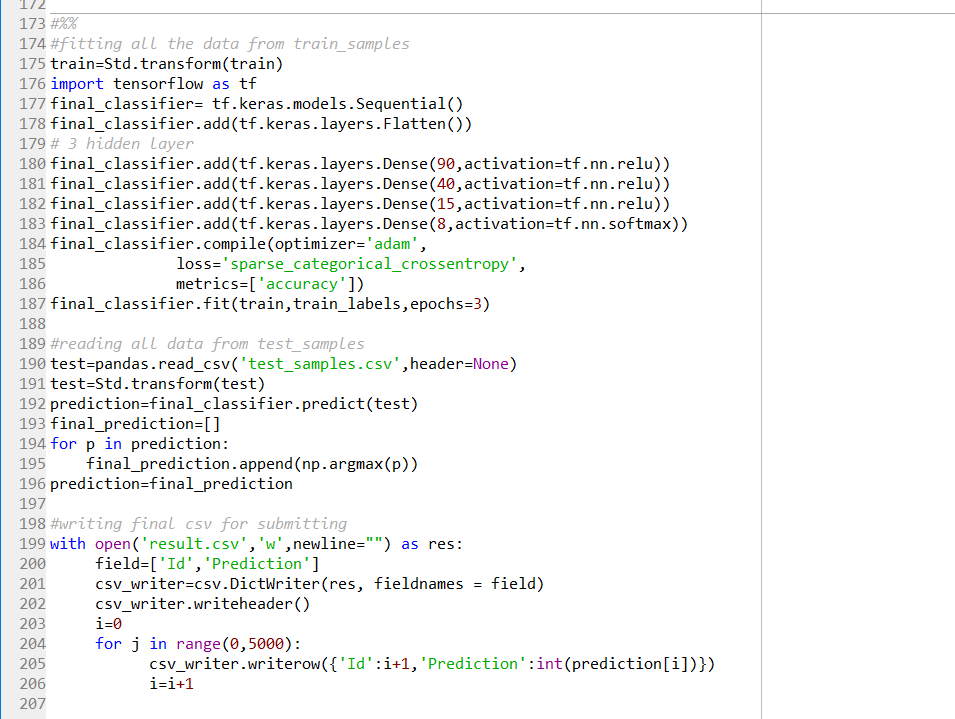 172
173 #%%
174 #fitting all the data from train_samples
175 train=Std.transform(train)
176 import tensorflow as tf
177 final_classifier= tf.keras.models.Sequential()
178 final_classifier.add(tf.keras.layers.Flatten())
179 # 3 hidden layer
180 final_classifier.add(tf.keras.layers.Dense(90,activation=tf.nn.relu))
181 final_classifier.add(tf.keras.layers.Dense(40,activation=tf.nn.relu))
182 final_classifier.add(tf.keras.layers.Dense(15,activation=tf.nn.relu))
183 final_classifier.add(tf.keras.layers.Dense(8,activation=tf.nn.softmax))
184 final_classifier.compile(optimizer='adam',
185               loss='sparse_categorical_crossentropy',
186               metrics=['accuracy'])
187 final_classifier.fit(train,train_labels,epochs=3)
188
189 #reading all data from test_samples
190 test=pandas.read_csv('test_samples.csv',header=None)
191 test=Std.transform(test)
192 prediction=final_classifier.predict(test)
193 final_prediction=[]
194 for p in prediction:
195     final_prediction.append(np.argmax(p))
196 prediction=final_prediction
197
198 #writing final csv for submitting
199 with open('result.csv','w',newline="") as res:
200      field=['Id','Prediction']
201      csv_writer=csv.DictWriter(res, fieldnames = field)
202      csv_writer.writeheader()
203      i=0
204      for j in range(0,5000):
205            csv_writer.writerow({'Id':i+1,'Prediction':int(prediction[i])})
206            i=i+1
207